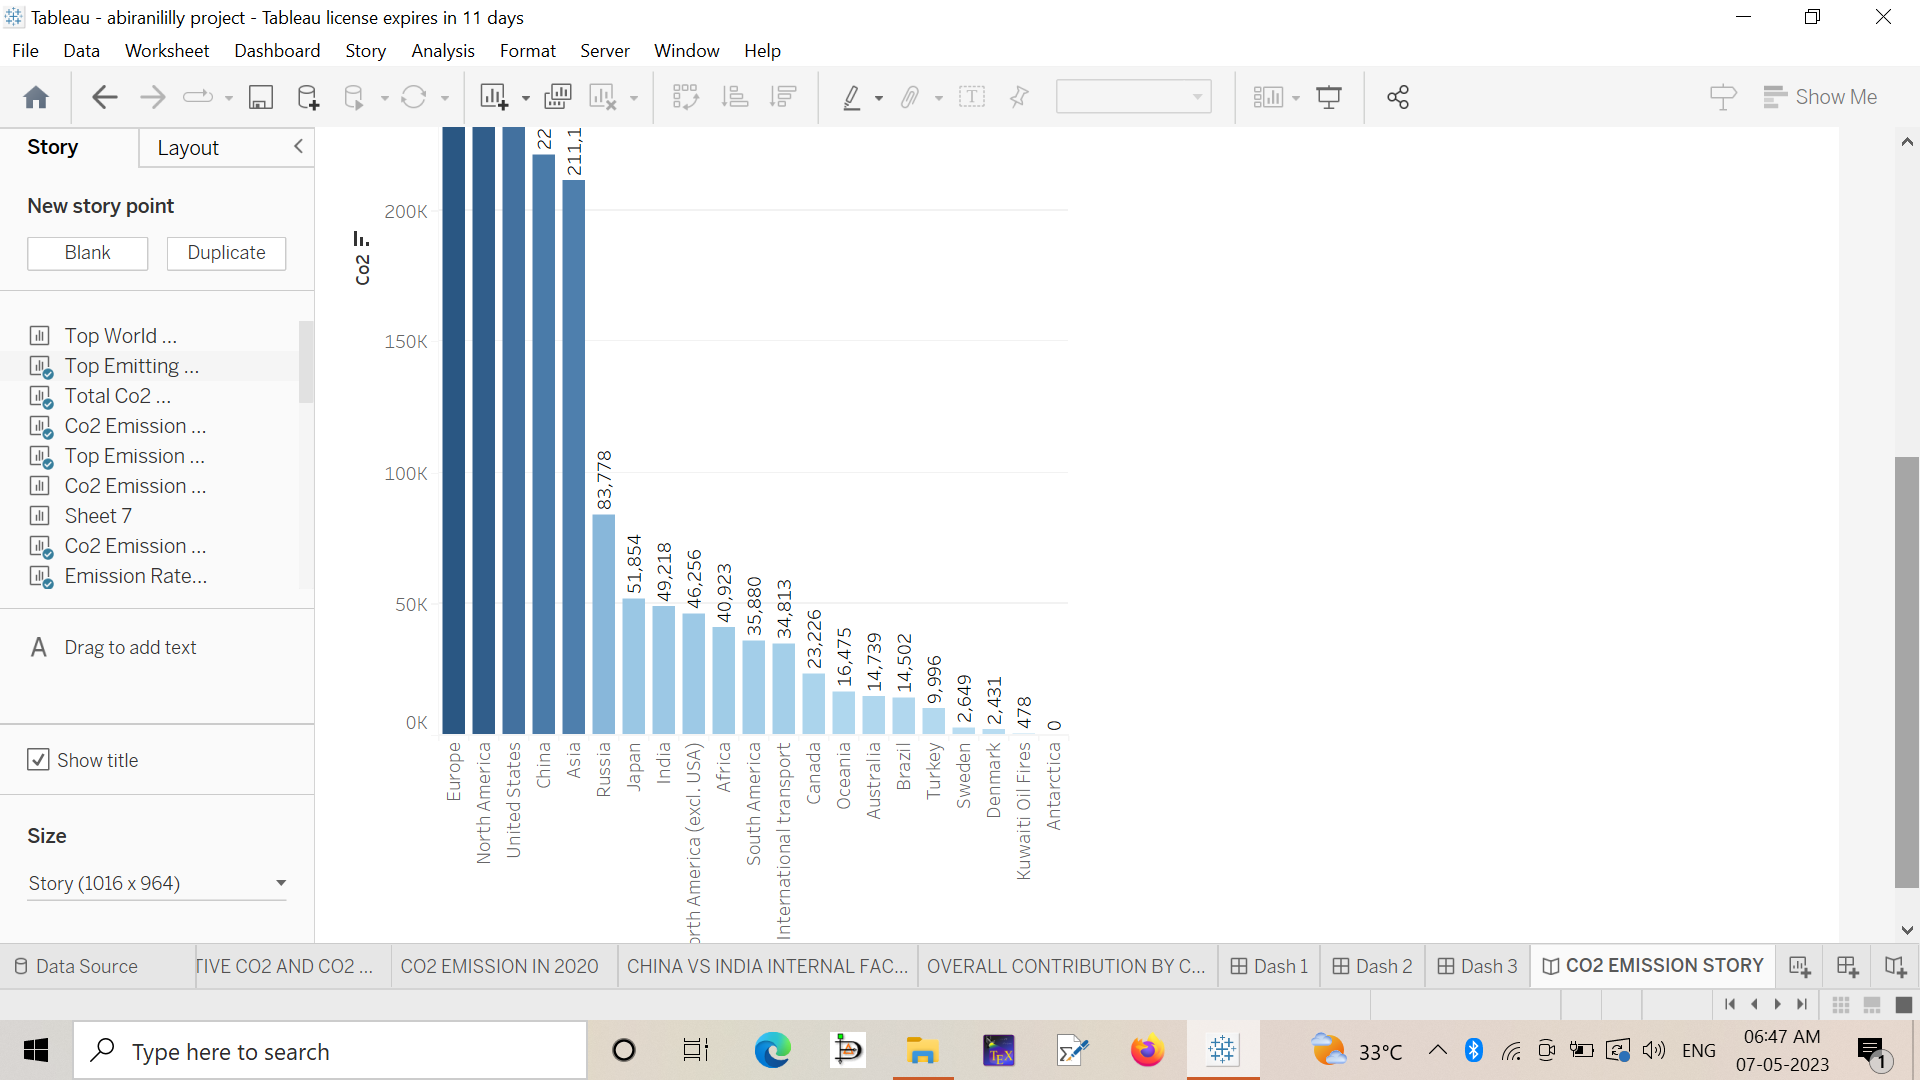 Tableau - abiranililly project - Tableau license expires in 11 days
File Data Worksheet Dashboard Story Analysis Format Server Window Help
Show Me
Story Layout
New story point
Blank Duplicate
Top World ...
Top Emitting ...
Total Co2 ...
Co2 Emission ...
Top Emission ...
Co2 Emission ...
Sheet 7
Co2 Emission ...
Emission Rate...
A Drag to add text
Show title
Size
Story (1016 x 964)
Co2
200K
150K
100K
50K
0K
22
211,1
83,778
51,854
49,218
46,256
40,923
35,880
34,813
23,226
16,475
14,739
14,502
9,996
2,649
2,431
478
0
Europe
North America
United States
China
Asia
Russia
Japan
India
orth America (excl. USA)
Africa
South America
International transport
Canada
Oceania
Australia
Brazil
Turkey
Sweden
Denmark
Kuwaiti Oil Fires
Antarctica
Data Source TIVE CO2 AND CO2 ... CO2 EMISSION IN 2020 CHINA VS INDIA INTERNAL FAC... OVERALL CONTRIBUTION BY C... Dash 1 Dash 2 Dash 3 CO2 EMISSION STORY
Type here to search
TEX
33°C
ENG
06:47 AM
07-05-2023
1